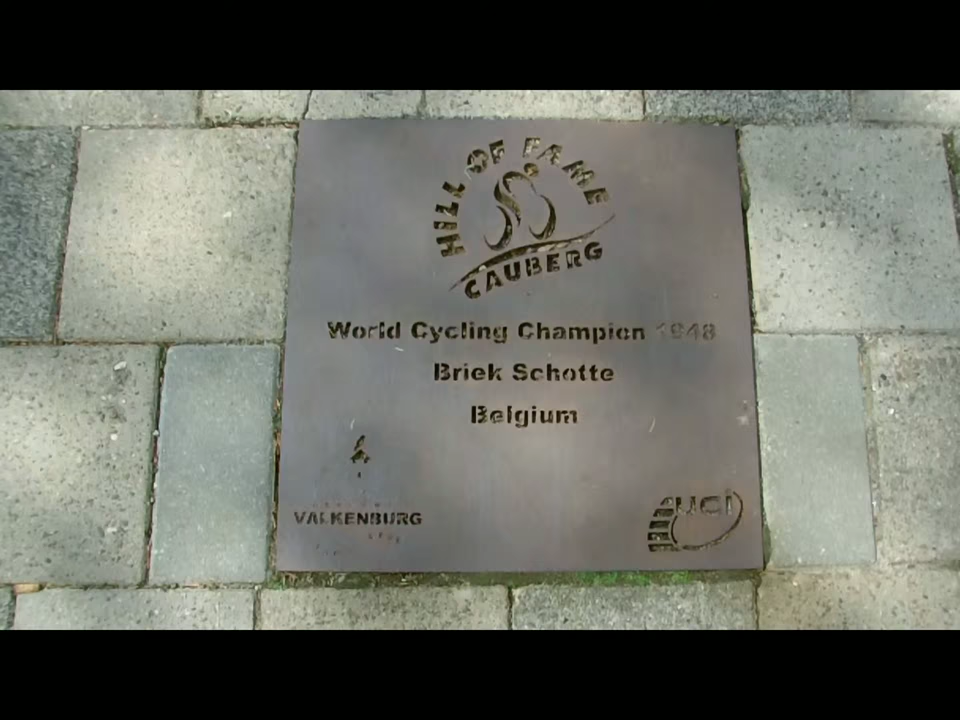 HILL OF FAME
CAUBERG
World Cycling Champion 1948
Briek Schotte
Belgium
VALKENBURG
uci